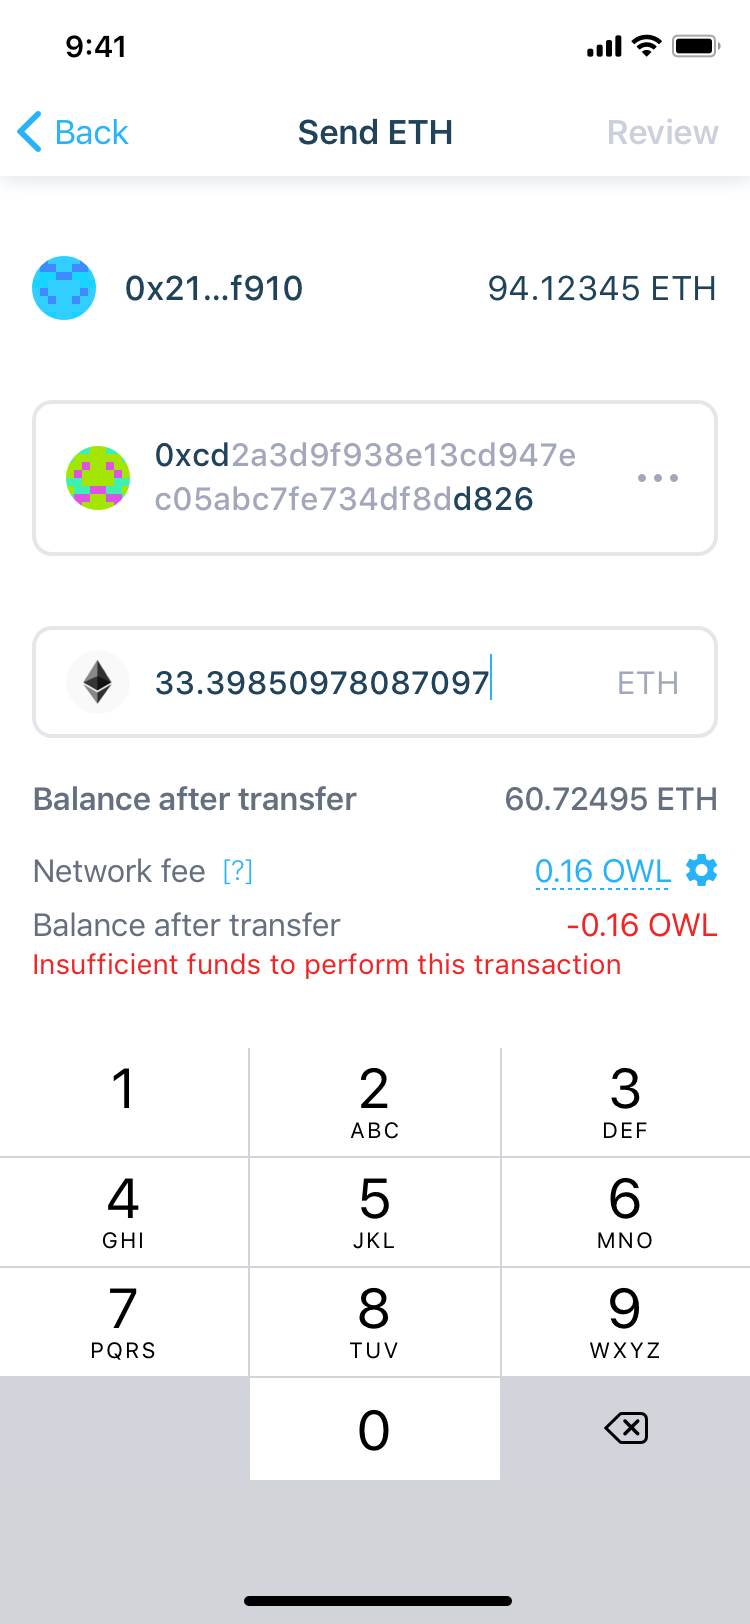 9:41
Back Send ETH Review
0x21...f910 94.12345 ETH
0xcd2a3d9f938e13cd947e
c05abc7fe734df8dd826
33.39850978087097 ETH
Balance after transfer 60.72495 ETH
Network fee [?] 0.16 OWL
Balance after transfer -0.16 OWL
Insufficient funds to perform this transaction
1 2 3
ABC DEF
4 5 6
GHI JKL MNO
7 8 9
PQRS TUV WXYZ
0